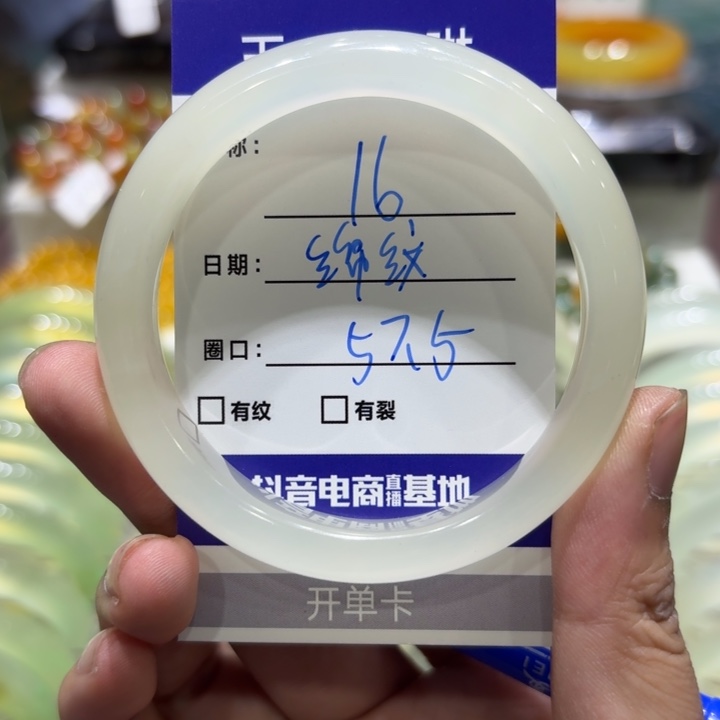 称：
16
日期：绵纹
圈口：57.5
有纹 有裂
抖音电商直播基地
开单卡